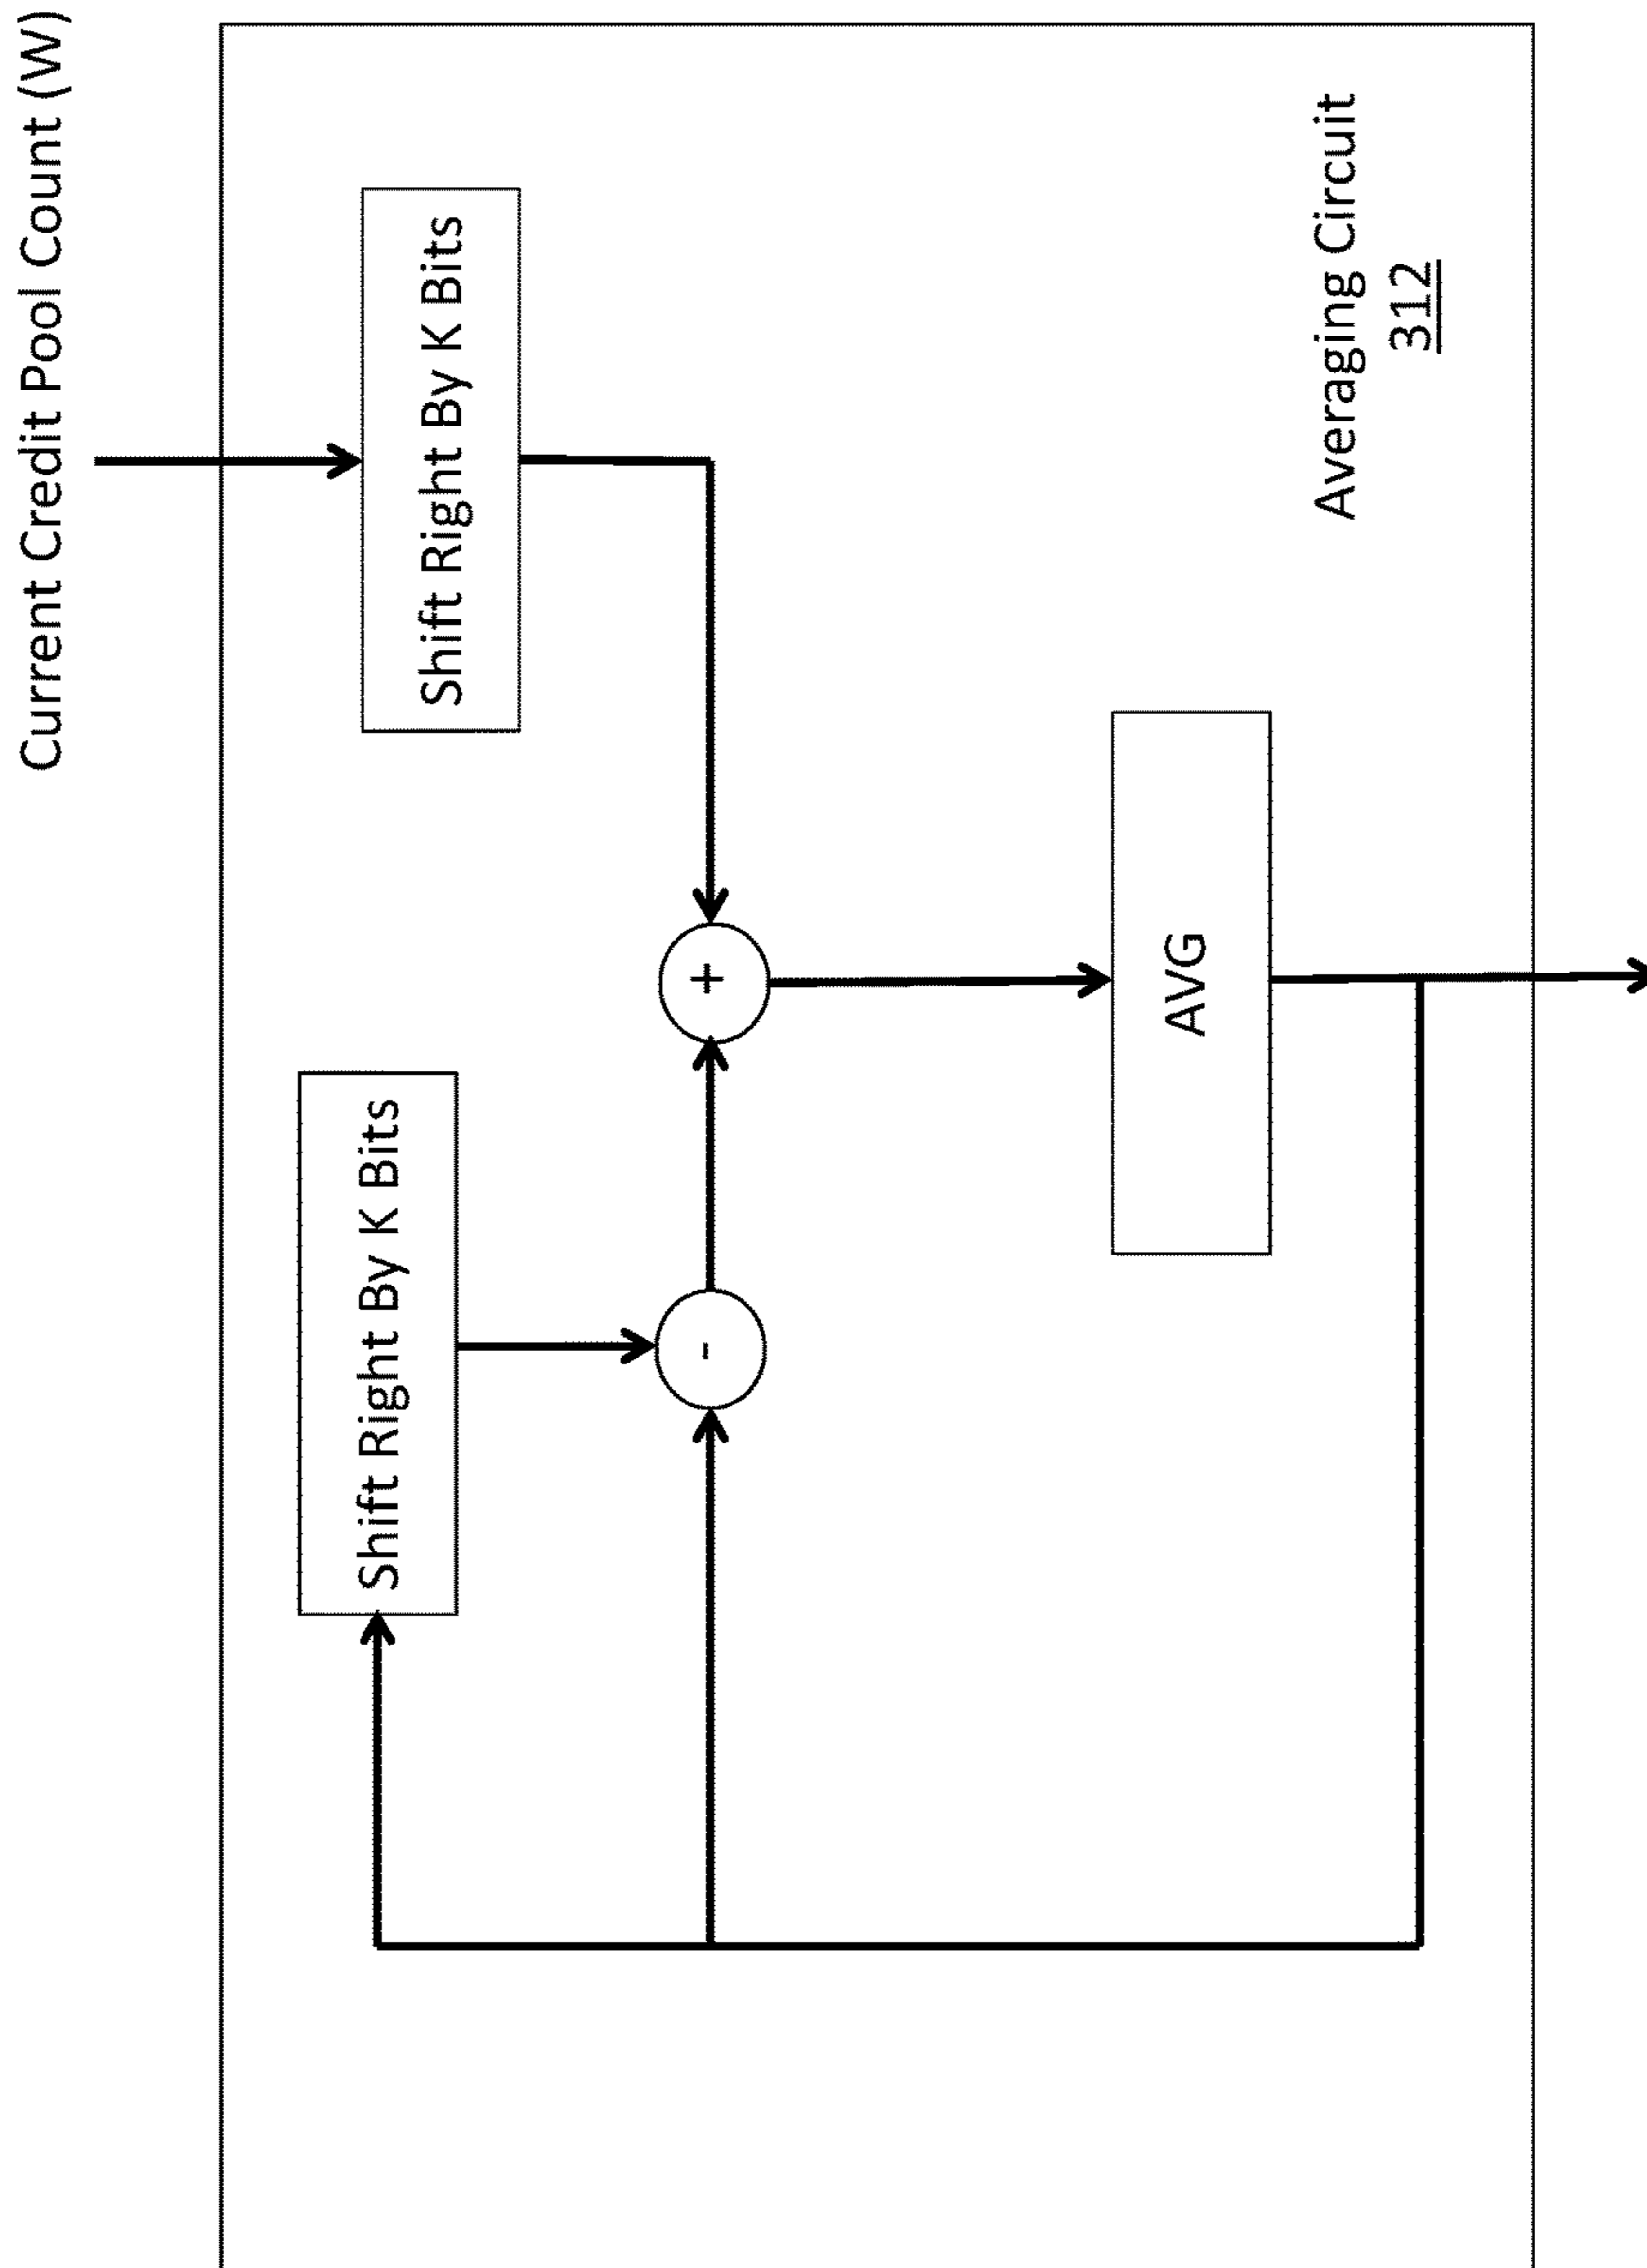 Current Credit Pool Count (W)
Shift Right By K Bits
Shift Right By K Bits
-
+
AVG
Averaging Circuit
312